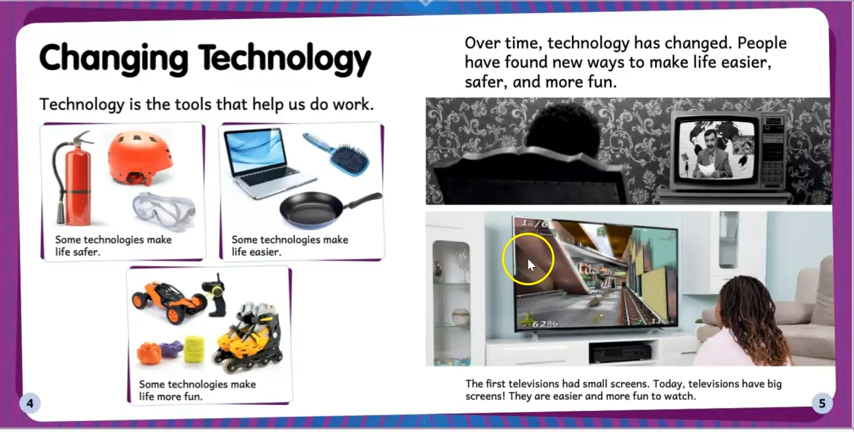 Changing Technology
Technology is the tools that help us do work.
Some technologies make
life safer.
Some technologies make
life easier.
Some technologies make
life more fun.
4
Over time, technology has changed. People
have found new ways to make life easier,
safer, and more fun.
1/6
62%
The first televisions had small screens. Today, televisions have big
screens! They are easier and more fun to watch.
5